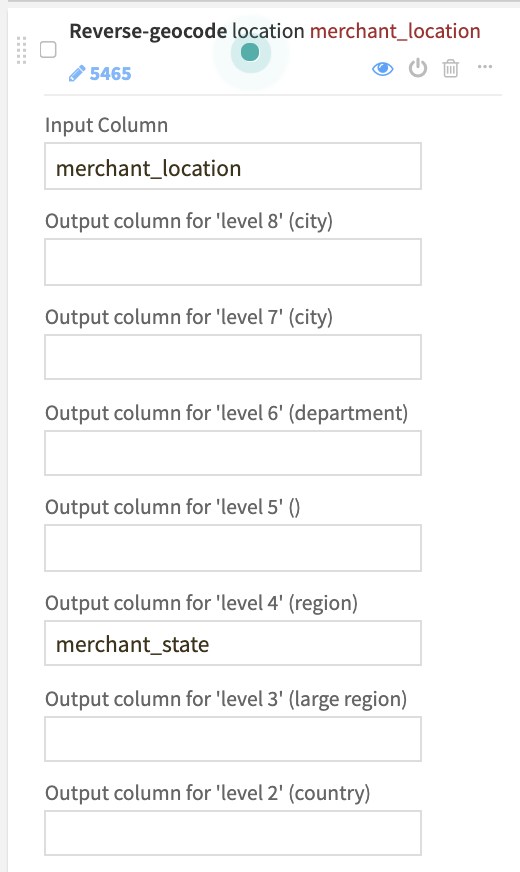 Reverse-geocode location merchant_location
5465
Input Column
merchant_location
Output column for 'level 8' (city)
Output column for 'level 7' (city)
Output column for 'level 6' (department)
Output column for 'level 5' ()
Output column for 'level 4' (region)
merchant_state
Output column for 'level 3' (large region)
Output column for 'level 2' (country)